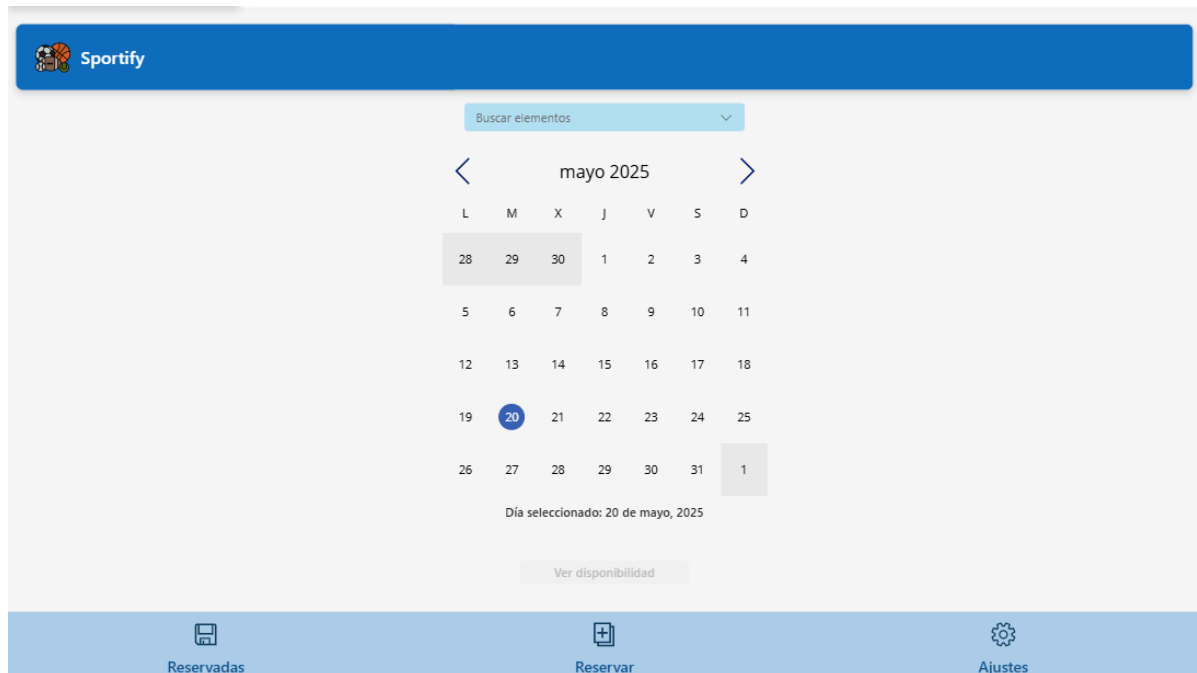 Sportify
Buscar elementos
mayo 2025
L M X J V S D
28 29 30 1 2 3 4
5 6 7 8 9 10 11
12 13 14 15 16 17 18
19 20 21 22 23 24 25
26 27 28 29 30 31 1
Día seleccionado: 20 de mayo, 2025
Ver disponibilidad
Reservadas Reservar Ajustes